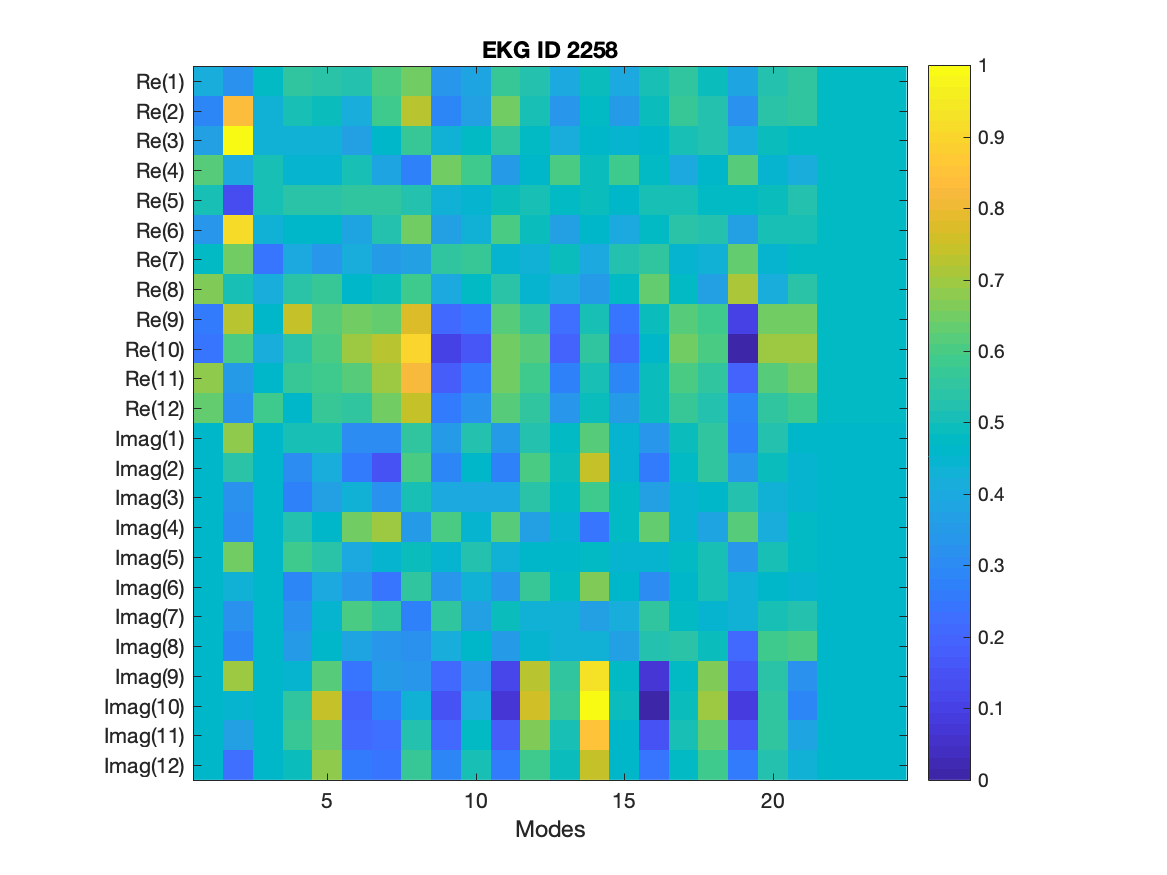 EKG ID 2258
Re(1)
Re(2)
Re(3)
Re(4)
Re(5)
Re(6)
Re(7)
Re(8)
Re(9)
Re(10)
Re(11)
Re(12)
Imag(1)
Imag(2)
Imag(3)
Imag(4)
Imag(5)
Imag(6)
Imag(7)
Imag(8)
Imag(9)
Imag(10)
Imag(11)
Imag(12)
5 10 15 20
Modes
1
0.9
0.8
0.7
0.6
0.5
0.4
0.3
0.2
0.1
0